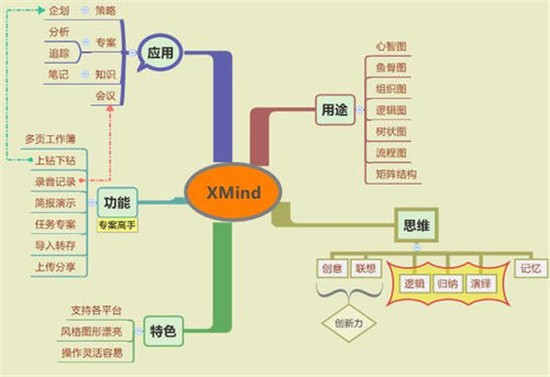 XMind
应用
企划
策略
分析
追踪
专案
笔记
知识
会议
用途
心智图
鱼骨图
组织图
逻辑图
树状图
流程图
矩阵结构
功能
专案高手
多页工作簿
上钻下钻
录音记录
简报演示
任务专案
导入转存
上传分享
思维
创意
联想
逻辑
归纳
演绎
记忆
创新力
特色
支持各平台
风格图形漂亮
操作灵活容易